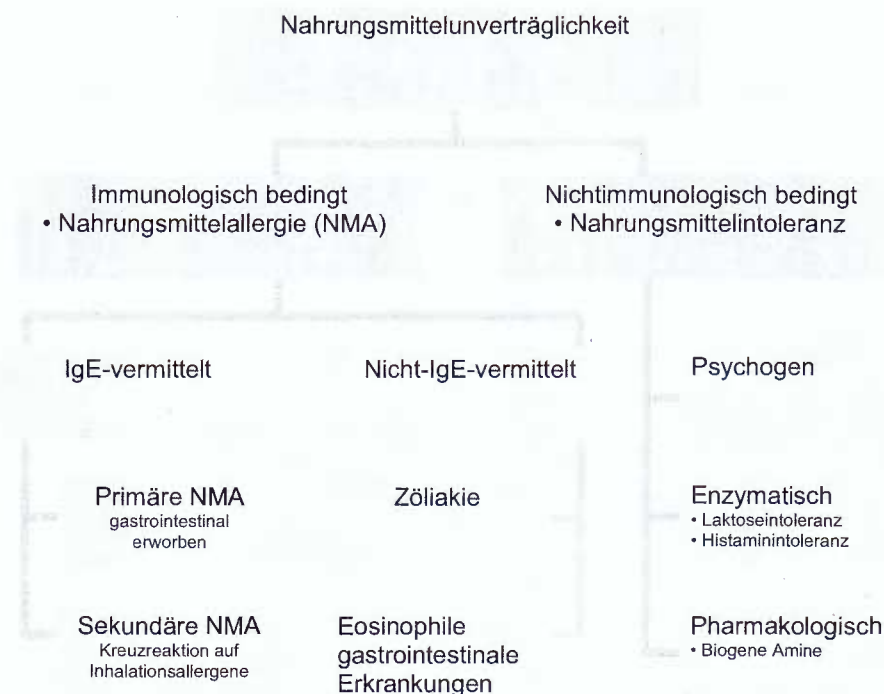 Nahrungsmittelunverträglichkeit
Immunologisch bedingt
• Nahrungsmittelallergie (NMA)
Nichtimmunologisch bedingt
• Nahrungsmittelintoleranz
IgE-vermittelt
Nicht-IgE-vermittelt
Psychogen
Primäre NMA
gastrointestinal
erworben
Zöliakie
Enzymatisch
• Laktoseintoleranz
• Histaminintoleranz
Sekundäre NMA
Kreuzreaktion auf
Inhalationsallergene
Eosinophile
gastrointestinale
Erkrankungen
Pharmakologisch
• Biogene Amine